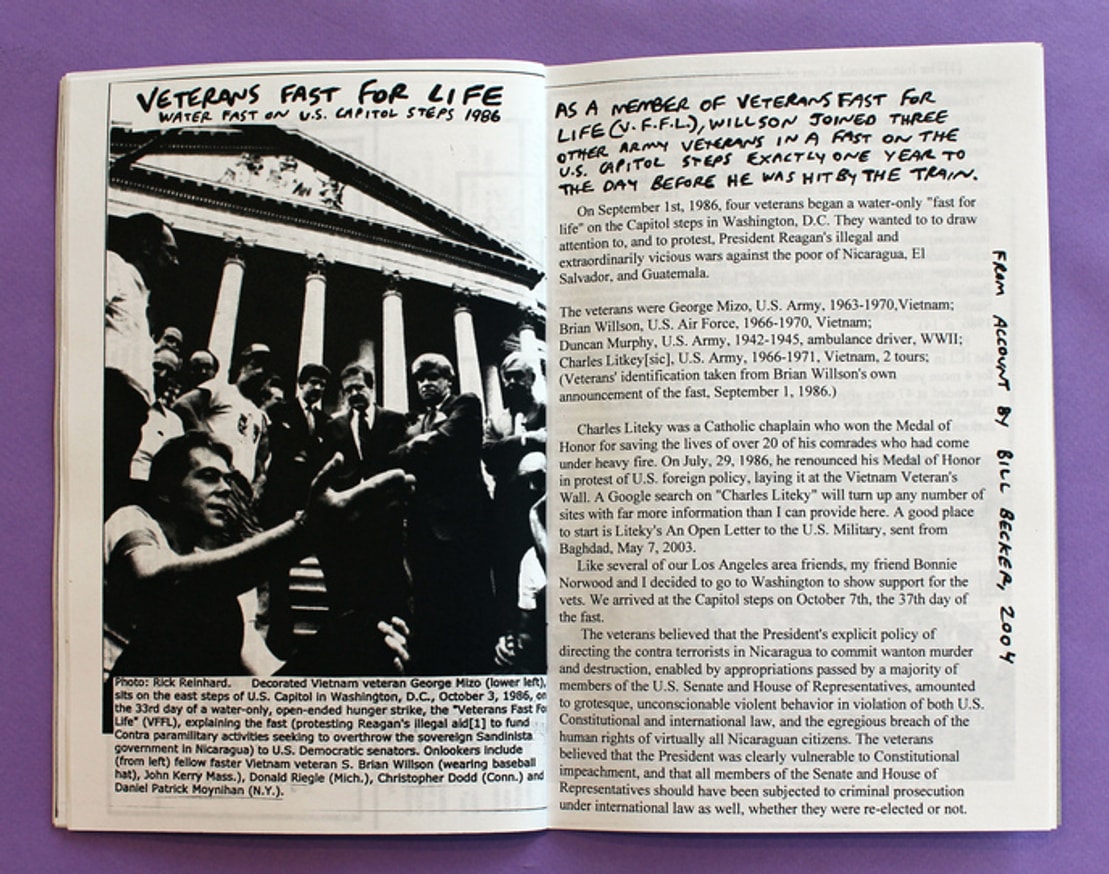 VETERANS FAST FOR LIFE
WATER FAST ON U.S. CAPITOL STEPS 1986
Photo: Rick Reinhard. Decorated Vietnam veteran George Mizo (lower left),
sits on the east steps of U.S. Capitol in Washington, D.C., October 3, 1986, on
the 33rd day of a water-only, open-ended hunger strike, the "Veterans Fast For
Life" (VFFL), explaining the fast (protesting Reagan's illegal aid[1] to fund
Contra paramilitary activities seeking to overthrow the sovereign Sandinista
government in Nicaragua) to U.S. Democratic senators. Onlookers include
(from left) fellow faster Vietnam veteran S. Brian Willson (wearing baseball
hat), John Kerry Mass.), Donald Riegle (Mich.), Christopher Dodd (Conn.) and
Daniel Patrick Moynihan (N.Y.).
AS A MEMBER OF VETERANS FAST FOR
LIFE (V.F.F.L), WILLSON JOINED THREE
OTHER ARMY VETERANS IN A FAST ON THE
U.S. CAPITOL STEPS EXACTLY ONE YEAR TO
THE DAY BEFORE HE WAS HIT BY THE TRAIN.
On September 1st, 1986, four veterans began a water-only "fast for
life" on the Capitol steps in Washington, D.C. They wanted to to draw
attention to, and to protest, President Reagan's illegal and
extraordinarily vicious wars against the poor of Nicaragua, El
Salvador, and Guatemala.
The veterans were George Mizo, U.S. Army, 1963-1970,Vietnam;
Brian Willson, U.S. Air Force, 1966-1970, Vietnam;
Duncan Murphy, U.S. Army, 1942-1945, ambulance driver, WWII;
Charles Litkey[sic], U.S. Army, 1966-1971, Vietnam, 2 tours;
(Veterans' identification taken from Brian Willson's own
announcement of the fast, September 1, 1986.)
Charles Liteky was a Catholic chaplain who won the Medal of
Honor for saving the lives of over 20 of his comrades who had come
under heavy fire. On July, 29, 1986, he renounced his Medal of Honor
in protest of U.S. foreign policy, laying it at the Vietnam Veteran's
Wall. A Google search on "Charles Liteky" will turn up any number of
sites with far more information than I can provide here. A good place
to start is Liteky's An Open Letter to the U.S. Military, sent from
Baghdad, May 7, 2003.
Like several of our Los Angeles area friends, my friend Bonnie
Norwood and I decided to go to Washington to show support for the
vets. We arrived at the Capitol steps on October 7th, the 37th day of
the fast.
The veterans believed that the President's explicit policy of
directing the contra terrorists in Nicaragua to commit wanton murder
and destruction, enabled by appropriations passed by a majority of
members of the U.S. Senate and House of Representatives, amounted
to grotesque, unconscionable violent behavior in violation of both U.S.
Constitutional and international law, and the egregious breach of the
human rights of virtually all Nicaraguan citizens. The veterans
believed that the President was clearly vulnerable to Constitutional
impeachment, and that all members of the Senate and House of
Representatives should have been subjected to criminal prosecution
under international law as well, whether they were re-elected or not.
FROM ACCOUNT BY BILL BECKER, 2004